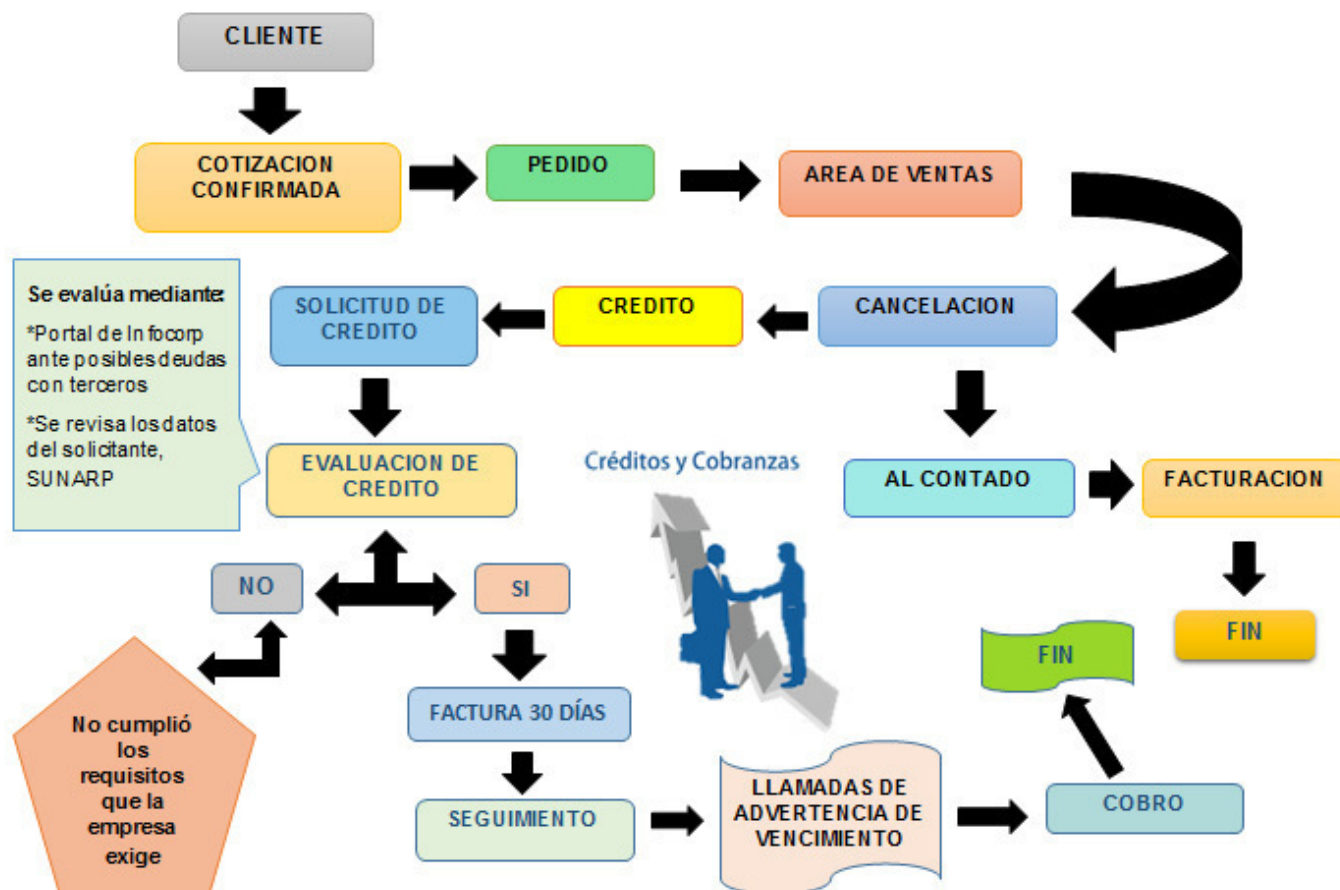 CLIENTE
COTIZACION
CONFIRMADA
PEDIDO
AREA DE VENTAS
Se evalúa mediante:
*Portal de Infocorp
ante posibles deudas
con terceros
*Se revisa los datos
del solicitante,
SUNARP
SOLICITUD DE
CREDITO
CREDITO
CANCELACION
EVALUACION DE
CREDITO
Créditos y Cobranzas
AL CONTADO
FACTURACION
NO
SI
FIN
FIN
No cumplió
los
requisitos
que la
empresa
exige
FACTURA 30 DÍAS
SEGUIMIENTO
LLAMADAS DE
ADVERTENCIA DE
VENCIMIENTO
COBRO